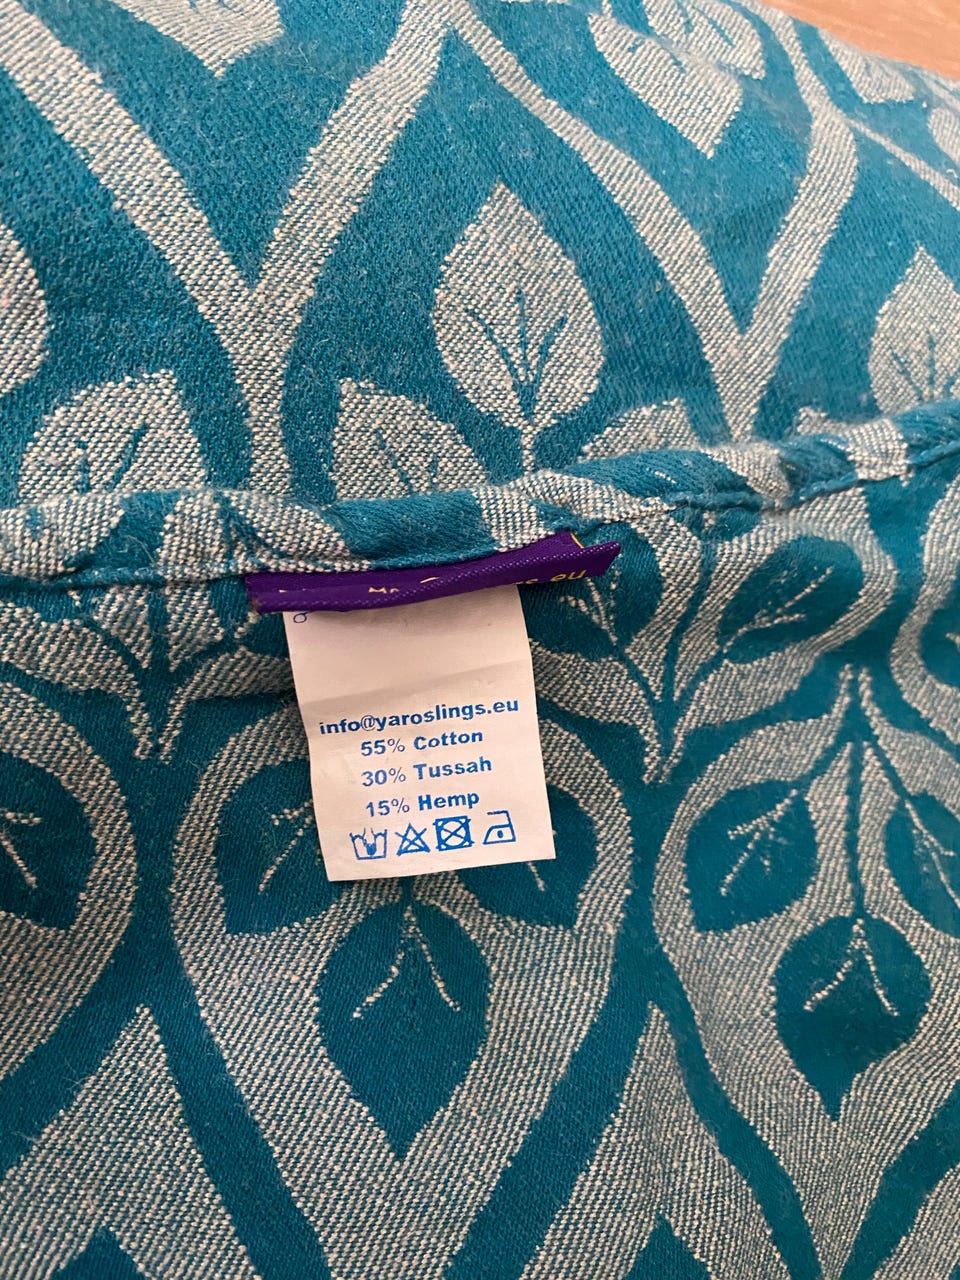 info@yaroslings.eu
55% Cotton
30% Tussah
15% Hemp